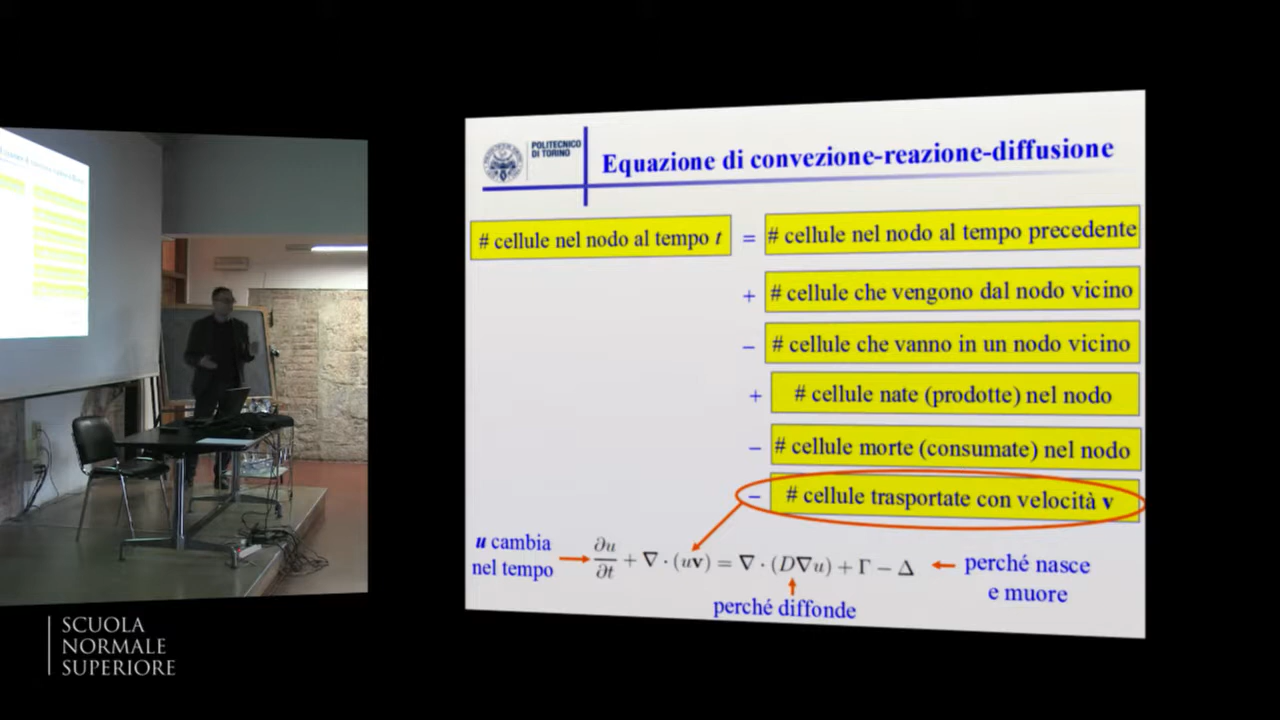 POLITECNICO
DI TORINO
Equazione di convezione-reazione-diffusione
# cellule nel nodo al tempo t = # cellule nel nodo al tempo precedente
+ # cellule che vengono dal nodo vicino
− # cellule che vanno in un nodo vicino
+ # cellule nate (prodotte) nel nodo
− # cellule morte (consumate) nel nodo
− # cellule trasportate con velocità v
u cambia
nel tempo
∂u/∂t + ∇ · (uv) = ∇ · (D∇u) + Γ − Δ
perché nasce
e muore
perché diffonde
SCUOLA
NORMALE
SUPERIORE